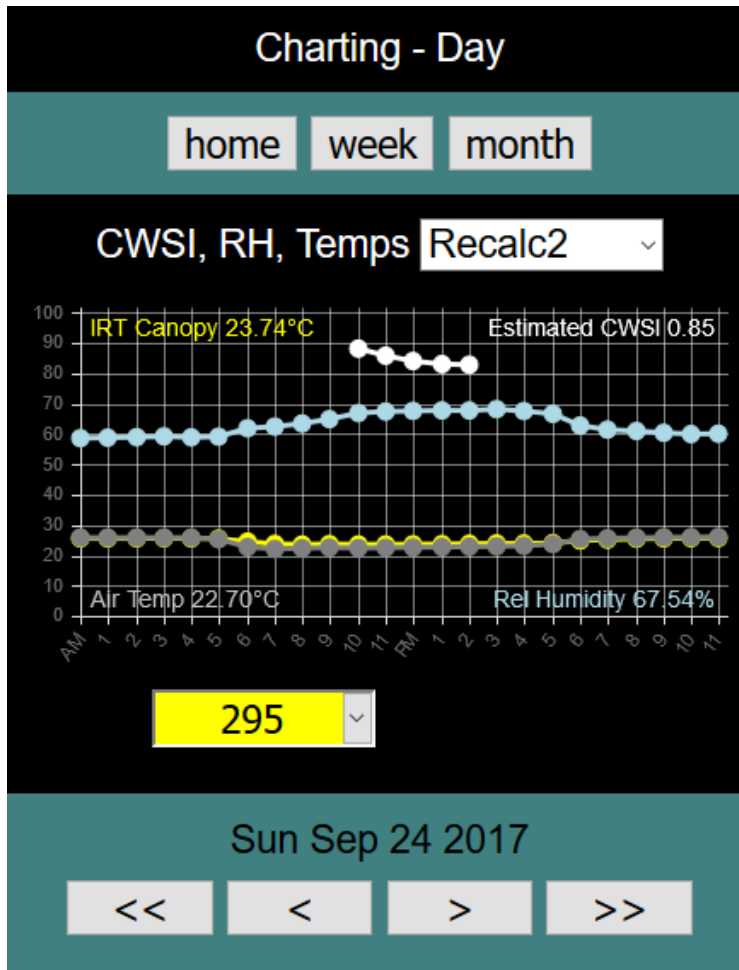 Charting - Day
home week month
CWSI, RH, Temps Recalc2
100
IRT Canopy 23.74°C Estimated CWSI 0.85
90
80
70
60
50
40
30
20
10
Air Temp 22.70°C Rel Humidity 67.54%
0
AM 1 2 3 4 5 6 7 8 9 10 11 PM 1 2 3 4 5 6 7 8 9 10 11
295
Sun Sep 24 2017
<< < > >>